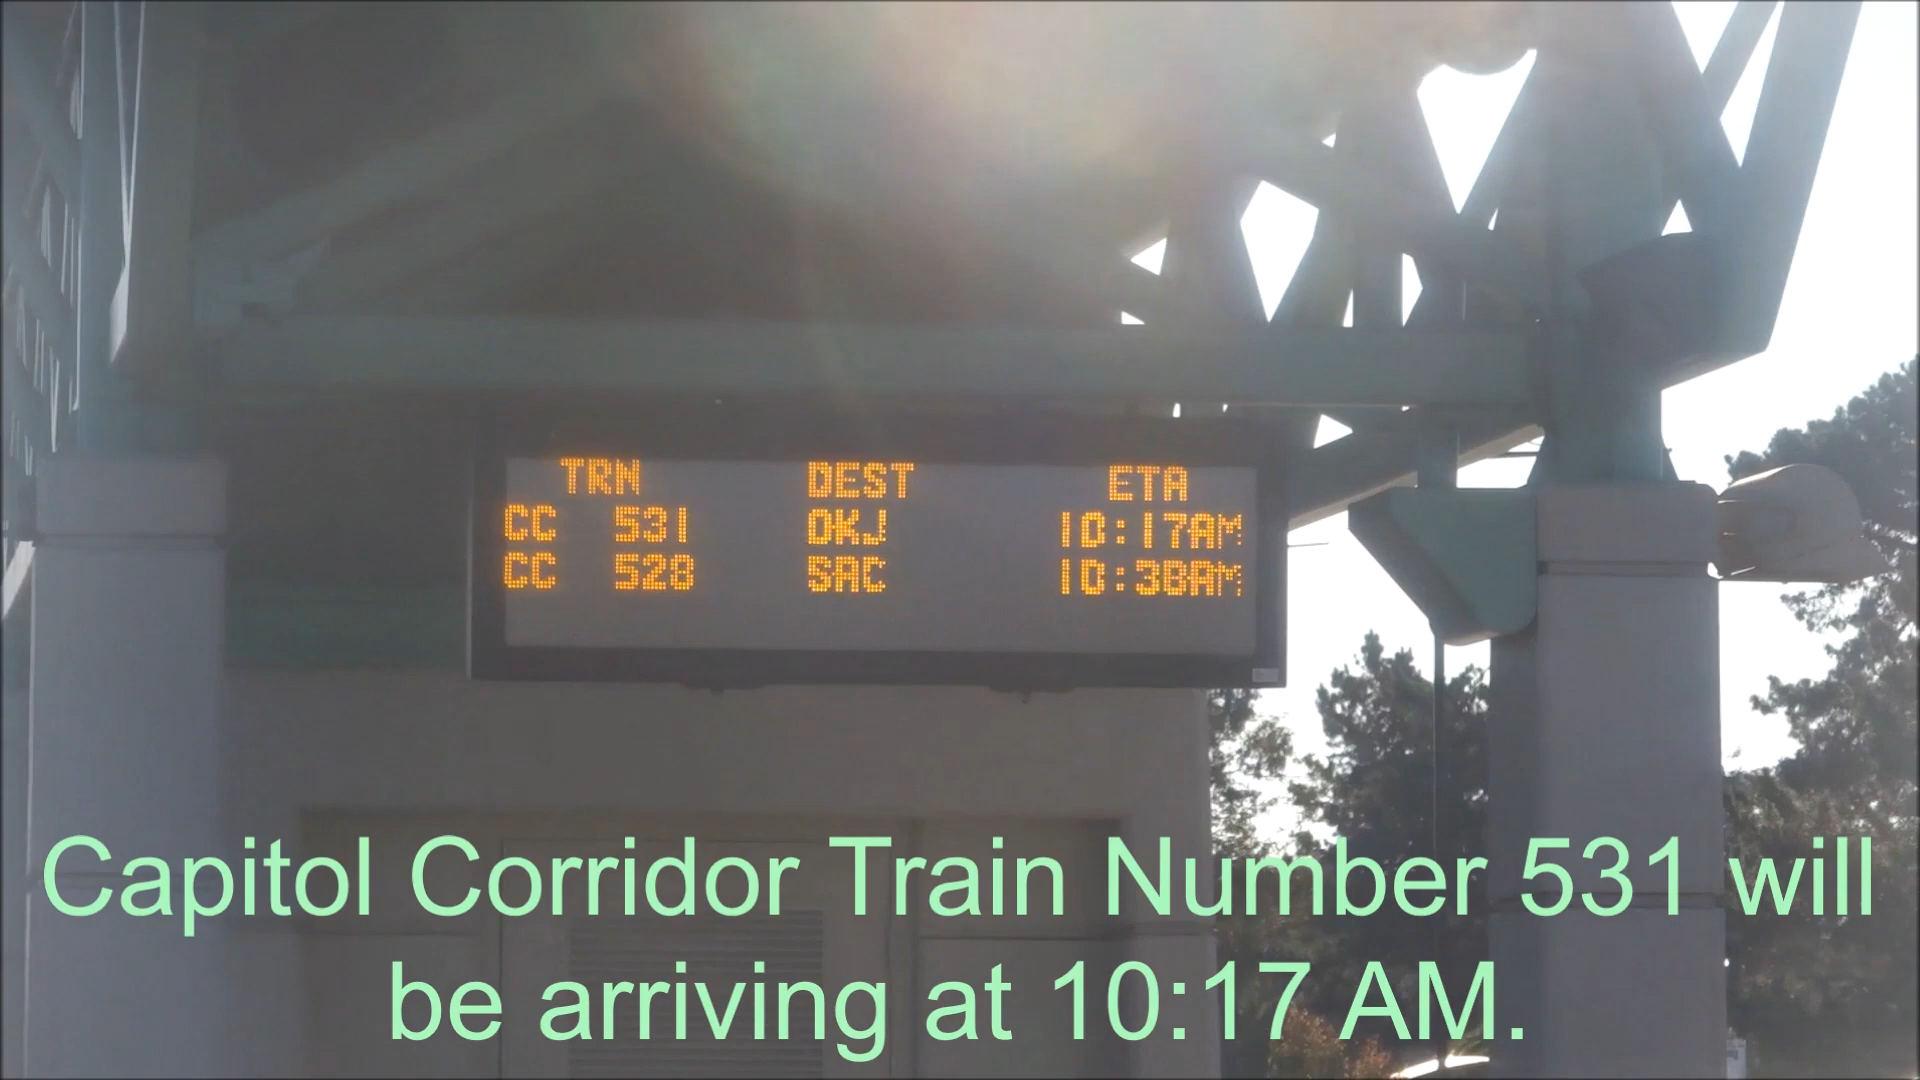 TRN DEST ETA
CC 531 OKJ 10:17AM
CC 528 SAC 10:38AM
Capitol Corridor Train Number 531 will
be arriving at 10:17 AM.